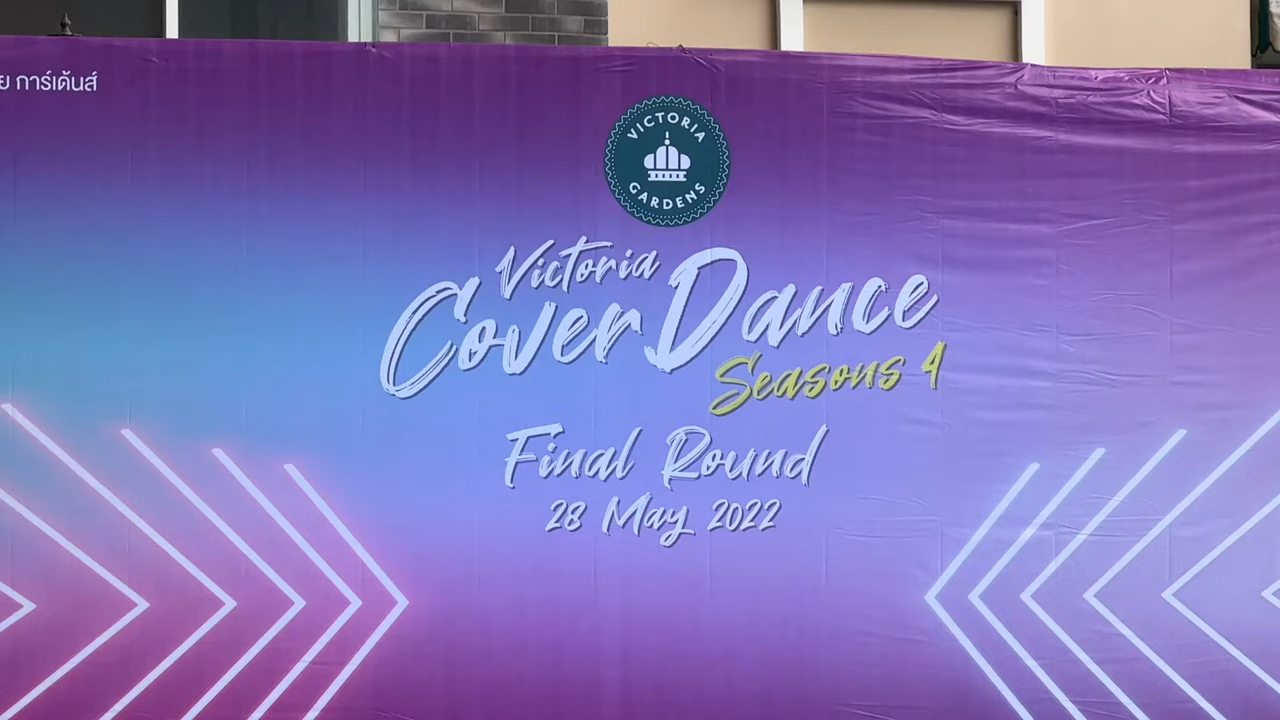 ย การ์เด้นส์
VICTORIA
GARDENS
Victoria
Cover Dance
Seasons 4
Final Round
28 May 2022